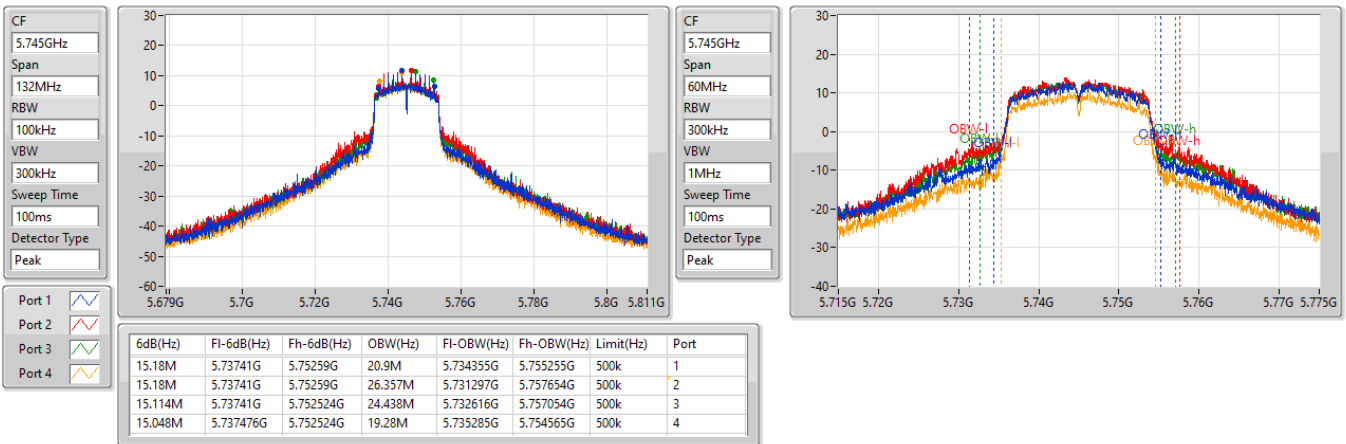 CF
5.745GHz
Span
132MHz
RBW
100kHz
VBW
300kHz
Sweep Time
100ms
Detector Type
Peak
30
20
10
0
-10
-20
-30
-40
-50
-60
5.679G 5.7G 5.72G 5.74G 5.76G 5.78G 5.8G 5.811G
CF
5.745GHz
Span
60MHz
RBW
300kHz
VBW
1MHz
Sweep Time
100ms
Detector Type
Peak
30
20
10
0
-10
-20
-30
-40
OBW-l
OBW-h
5.715G 5.72G 5.73G 5.74G 5.75G 5.76G 5.77G 5.775G
Port 1
Port 2
Port 3
Port 4
6dB(Hz) Fl-6dB(Hz) Fh-6dB(Hz) OBW(Hz) Fl-OBW(Hz) Fh-OBW(Hz) Limit(Hz) Port
15.18M 5.73741G 5.75259G 20.9M 5.734355G 5.755255G 500k 1
15.18M 5.73741G 5.75259G 26.357M 5.731297G 5.757654G 500k 2
15.114M 5.73741G 5.752524G 24.438M 5.732616G 5.757054G 500k 3
15.048M 5.737476G 5.752524G 19.28M 5.735285G 5.754565G 500k 4